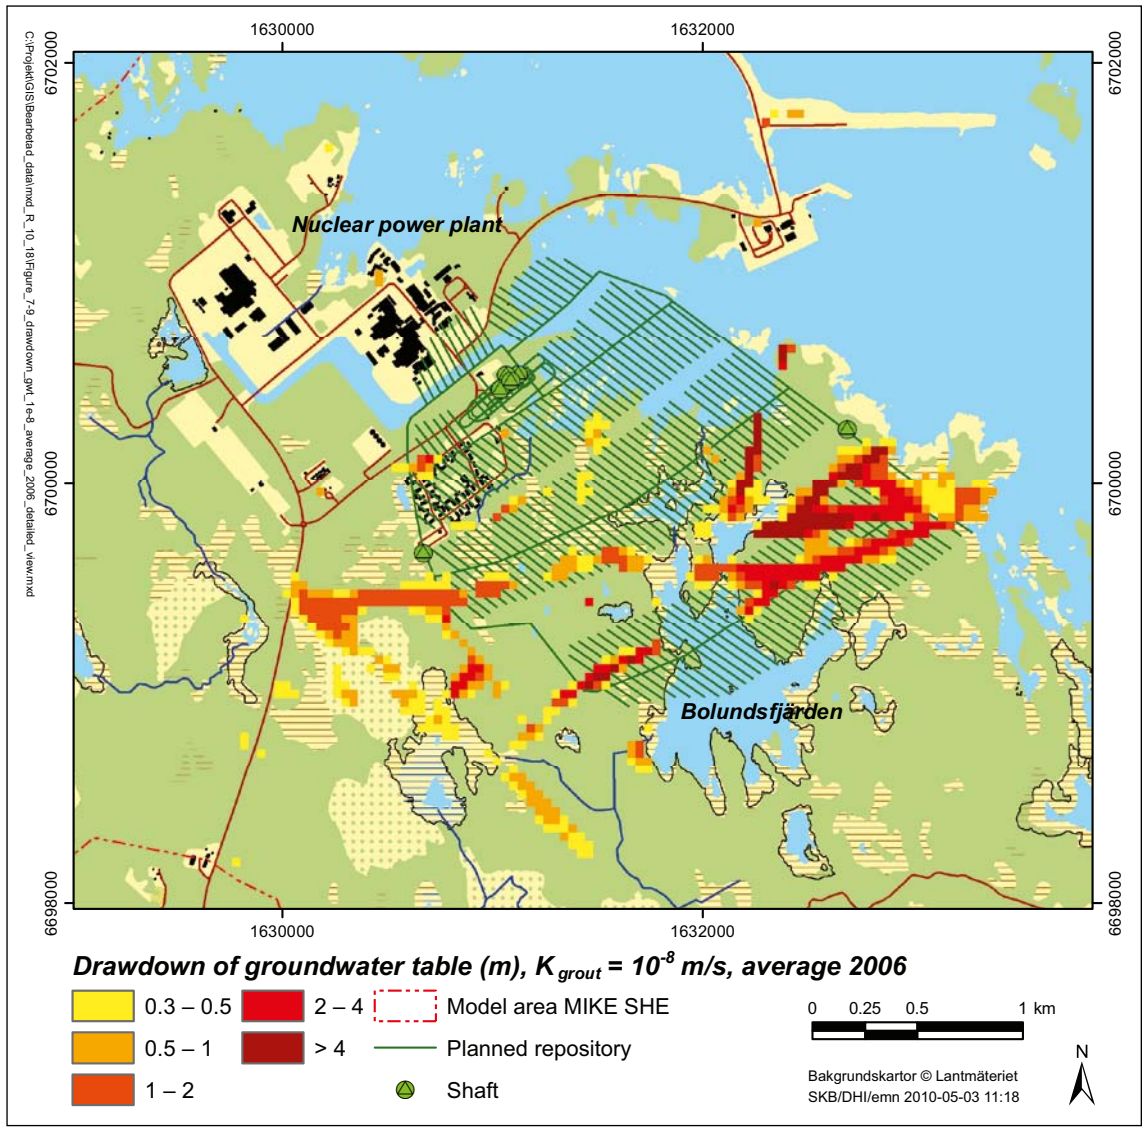 1630000 1632000
6702000 6702000
C:\Projekt\GIS\Bearbetad_data\mxd_R_10_18\Figure_7-9_drawdown_gwt_1e-8_average_2006_detailed_view.mxd
Nuclear power plant
6700000 6700000
Bolundsfjärden
6698000 6698000
1630000 1632000
Drawdown of groundwater table (m), K grout = 10⁻⁸ m/s, average 2006
0.3 – 0.5 2 – 4 Model area MIKE SHE
0.5 – 1 > 4 Planned repository
1 – 2 Shaft
0 0.25 0.5 1 km
Bakgrundskartor © Lantmäteriet
SKB/DHI/emn 2010-05-03 11:18
N